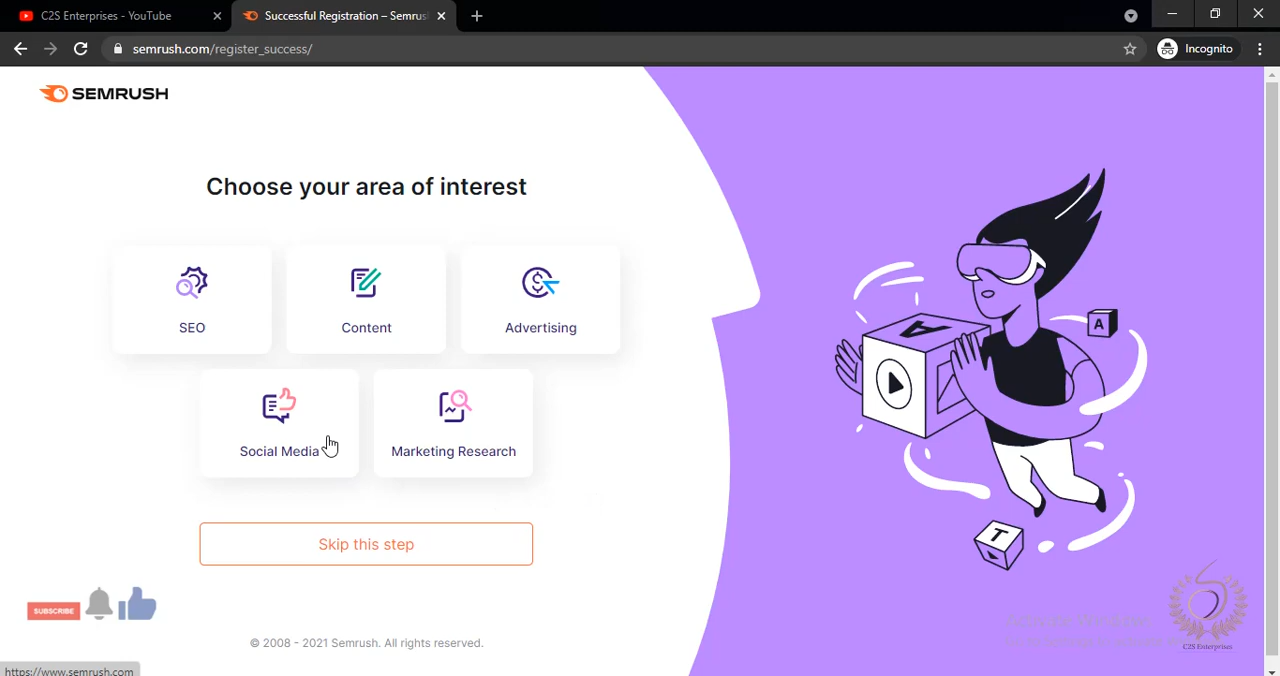 C2S Enterprises - YouTube
Successful Registration – Semrush
semrush.com/register_success/
Incognito
SEMRUSH
Choose your area of interest
SEO
Content
Advertising
Social Media
Marketing Research
Skip this step
A
A
T
SUBSCRIBE
© 2008 - 2021 Semrush. All rights reserved.
C2S Enterprises
https://www.semrush.com